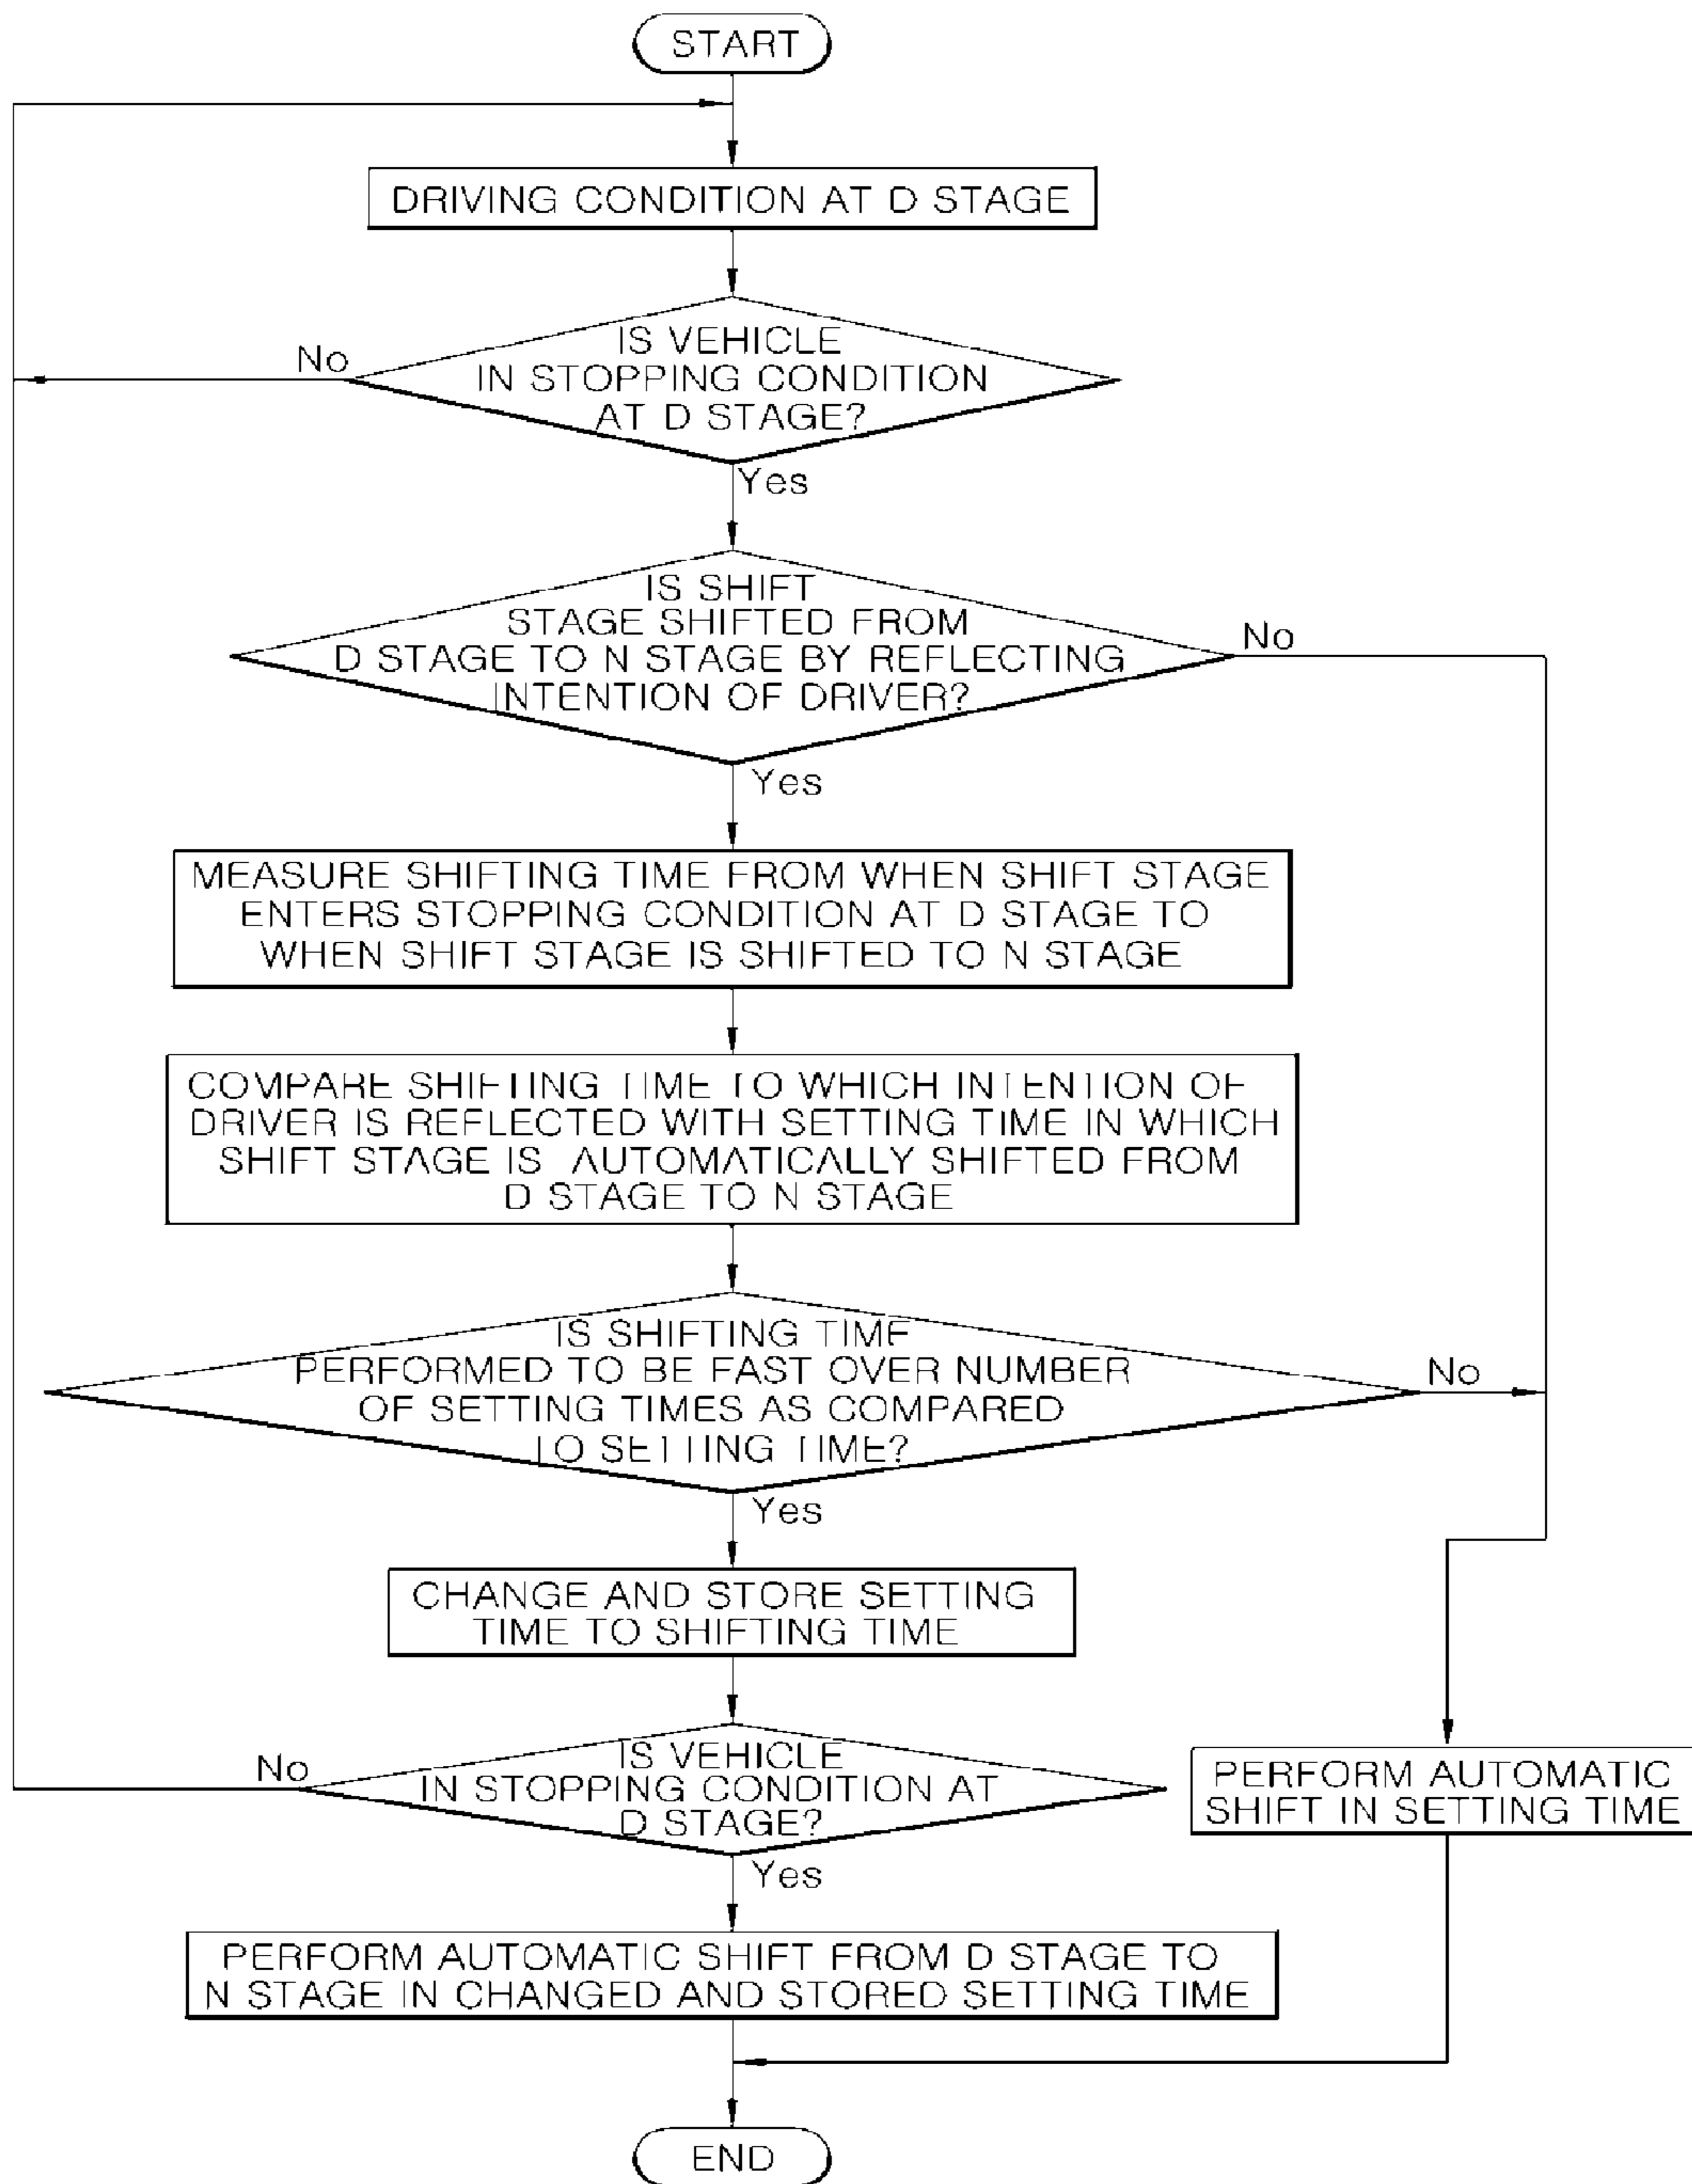 START
DRIVING CONDITION AT D STAGE
IS VEHICLE
IN STOPPING CONDITION
AT D STAGE?
No
Yes
IS SHIFT
STAGE SHIFTED FROM
D STAGE TO N STAGE BY REFLECTING
INTENTION OF DRIVER?
No
Yes
MEASURE SHIFTING TIME FROM WHEN SHIFT STAGE
ENTERS STOPPING CONDITION AT D STAGE TO
WHEN SHIFT STAGE IS SHIFTED TO N STAGE
COMPARE SHIFTING TIME TO WHICH INTENTION OF
DRIVER IS REFLECTED WITH SETTING TIME IN WHICH
SHIFT STAGE IS AUTOMATICALLY SHIFTED FROM
D STAGE TO N STAGE
IS SHIFTING TIME
PERFORMED TO BE FAST OVER NUMBER
OF SETTING TIMES AS COMPARED
TO SETTING TIME?
No
Yes
CHANGE AND STORE SETTING
TIME TO SHIFTING TIME
IS VEHICLE
IN STOPPING CONDITION AT
D STAGE?
No
Yes
PERFORM AUTOMATIC
SHIFT IN SETTING TIME
PERFORM AUTOMATIC SHIFT FROM D STAGE TO
N STAGE IN CHANGED AND STORED SETTING TIME
END